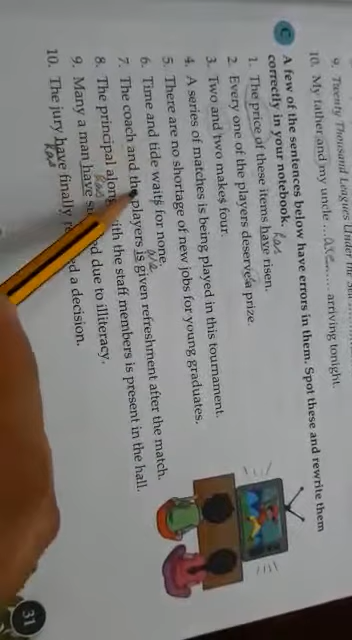 9. Twenty Thousand Leagues Under the
10. My father and my uncle ...are...... arriving tonight.
C A few of the sentences below have errors in them. Spot these and rewrite them
correctly in your notebook.
has
1. The price of these items have risen.
2. Every one of the players deserve a prize.
3. Two and two makes four.
4. A series of matches is being played in this tournament.
5. There are no shortage of new jobs for young graduates.
6. Time and tide waits for none.
are
7. The coach and the players is given refreshment after the match.
8. The principal along with the staff members is present in the hall.
has
9. Many a man have due to illiteracy.
10. The jury have finally a decision.
has
31